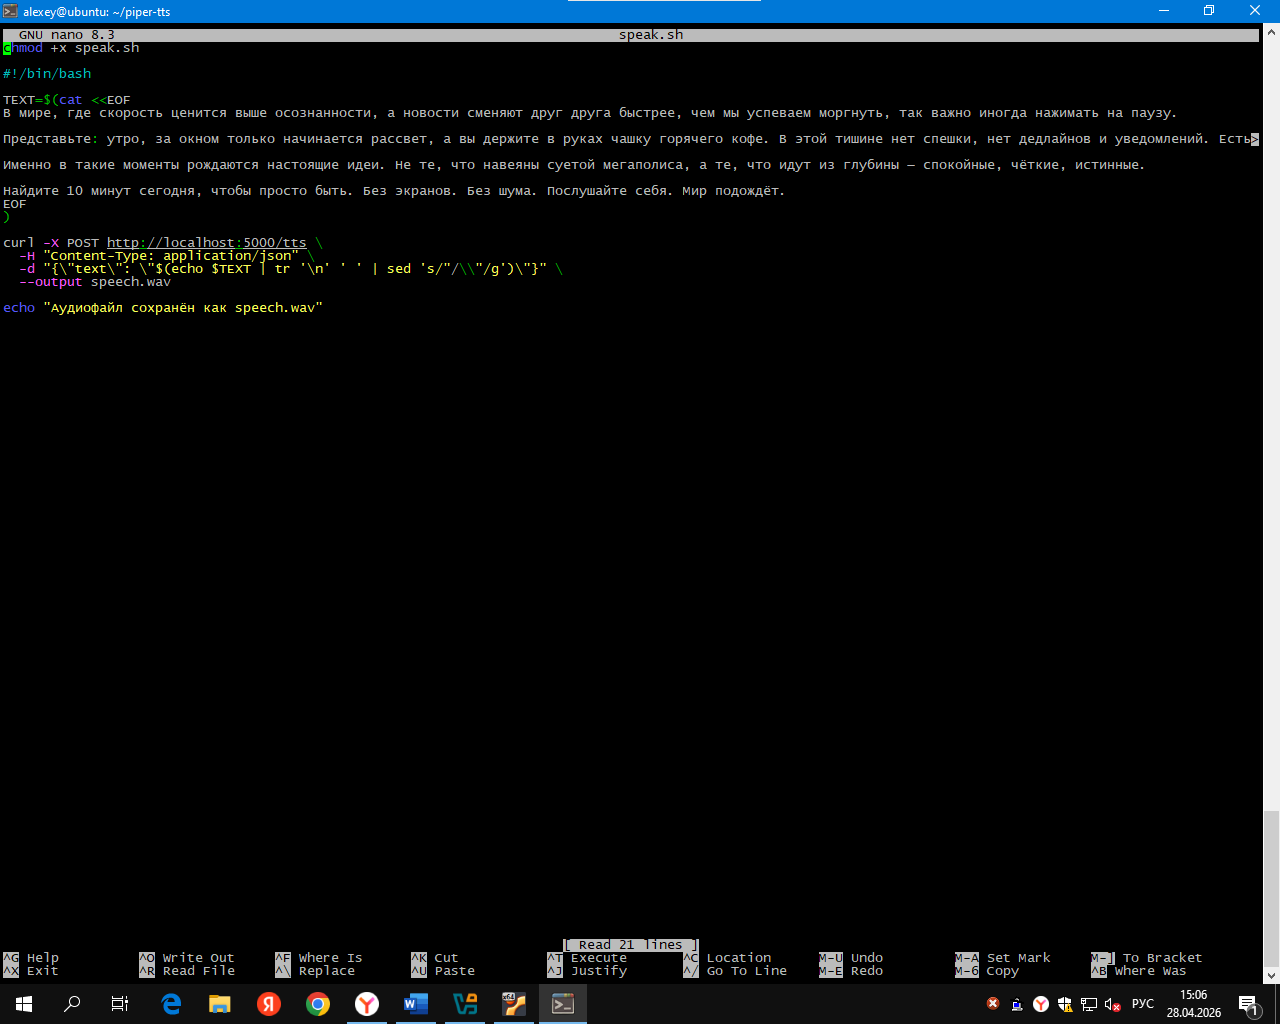 alexey@ubuntu: ~/piper-tts
GNU nano 8.3 speak.sh
chmod +x speak.sh
#!/bin/bash
TEXT=$(cat <<EOF
В мире, где скорость ценится выше осознанности, а новости сменяют друг друга быстрее, чем мы успеваем моргнуть, так важно иногда нажимать на паузу.
Представьте: утро, за окном только начинается рассвет, а вы держите в руках чашку горячего кофе. В этой тишине нет спешки, нет дедлайнов и уведомлений. Есть>
Именно в такие моменты рождаются настоящие идеи. Не те, что навеяны суетой мегаполиса, а те, что идут из глубины — спокойные, чёткие, истинные.
Найдите 10 минут сегодня, чтобы просто быть. Без экранов. Без шума. Послушайте себя. Мир подождёт.
EOF
)
curl -X POST http://localhost:5000/tts \
-H "Content-Type: application/json" \
-d "{\"text\": \"$(echo $TEXT | tr '\n' ' ' | sed 's/"/\\"/g')\"}" \
--output speech.wav
echo "Аудиофайл сохранён как speech.wav"
[ Read 21 lines ]
^G Help ^O Write Out ^F Where Is ^K Cut ^T Execute ^C Location M-U Undo M-A Set Mark M-] To Bracket
^X Exit ^R Read File ^\ Replace ^U Paste ^J Justify ^/ Go To Line M-E Redo M-6 Copy ^B Where Was
РУС
15:06
28.04.2026
1